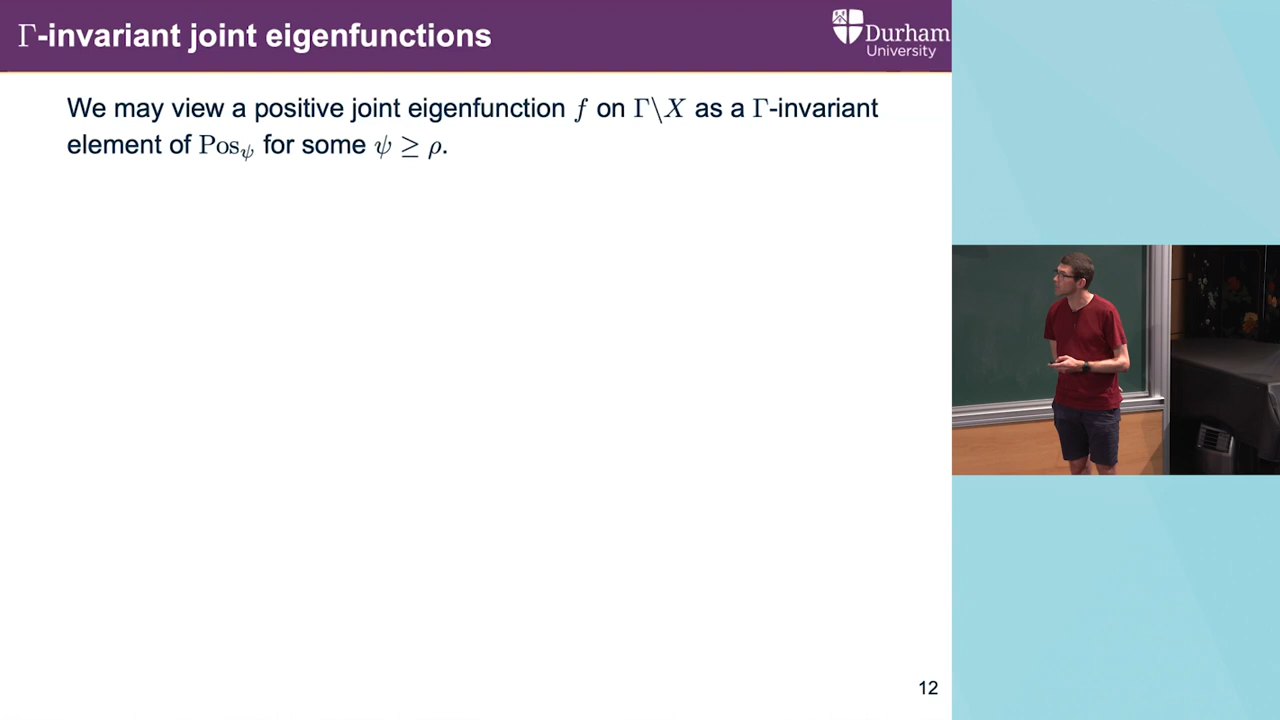 Γ-invariant joint eigenfunctions
Durham
University
We may view a positive joint eigenfunction f on Γ\X as a Γ-invariant
element of Pos_ψ for some ψ ≥ ρ.
12